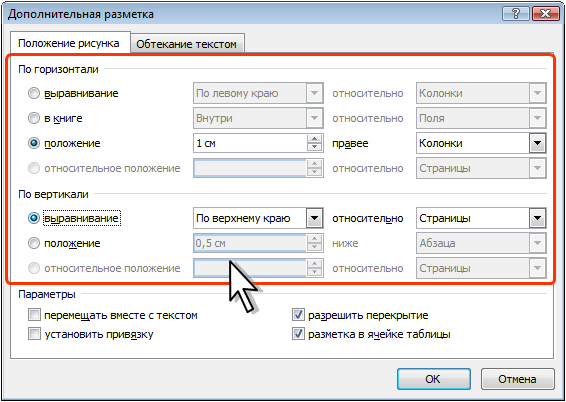 Дополнительная разметка
Положение рисунка Обтекание текстом
По горизонтали
выравнивание По левому краю относительно Колонки
в книге Внутри относительно Поля
положение 1 см правее Колонки
относительное положение относительно Страницы
По вертикали
выравнивание По верхнему краю относительно Страницы
положение 0,5 см ниже Абзаца
относительное положение относительно Страницы
Параметры
перемещать вместе с текстом разрешить перекрытие
установить привязку разметка в ячейке таблицы
ОК Отмена